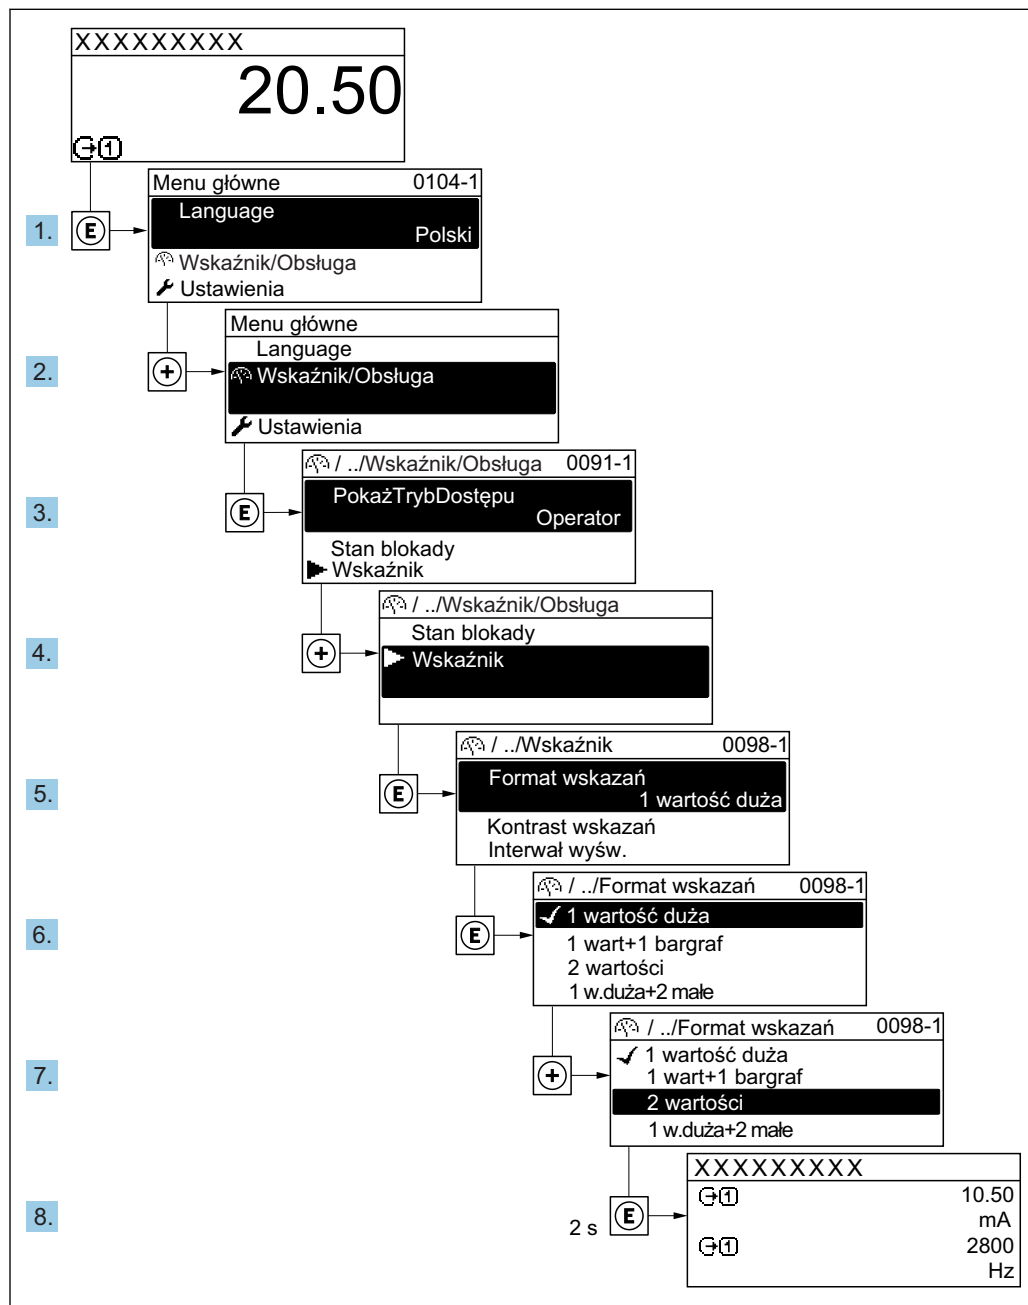 XXXXXXXXX
20.50
1
Menu główne 0104-1
Language
Polski
Wskaźnik/Obsługa
Ustawienia
1. E
Menu główne
Language
Wskaźnik/Obsługa
Ustawienia
2. +
/ ../Wskaźnik/Obsługa 0091-1
PokażTrybDostępu
Operator
Stan blokady
Wskaźnik
3. E
/ ../Wskaźnik/Obsługa
Stan blokady
Wskaźnik
4. +
/ ../Wskaźnik 0098-1
Format wskazań
1 wartość duża
Kontrast wskazań
Interwał wyśw.
5. E
/ ../Format wskazań 0098-1
1 wartość duża
1 wart+1 bargraf
2 wartości
1 w.duża+2 małe
6. E
/ ../Format wskazań 0098-1
1 wartość duża
1 wart+1 bargraf
2 wartości
1 w.duża+2 małe
7. +
XXXXXXXXX
1 10.50
mA
1 2800
Hz
8. 2 s E